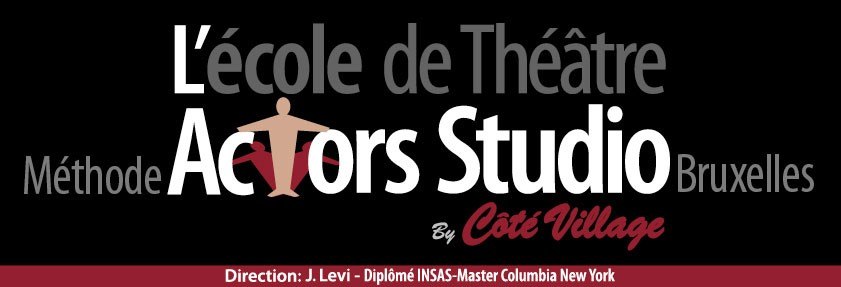 L'école de Théâtre
Méthode Actors Studio Bruxelles
By Côté Village
Direction: J. Levi - Diplômé INSAS-Master Columbia New York